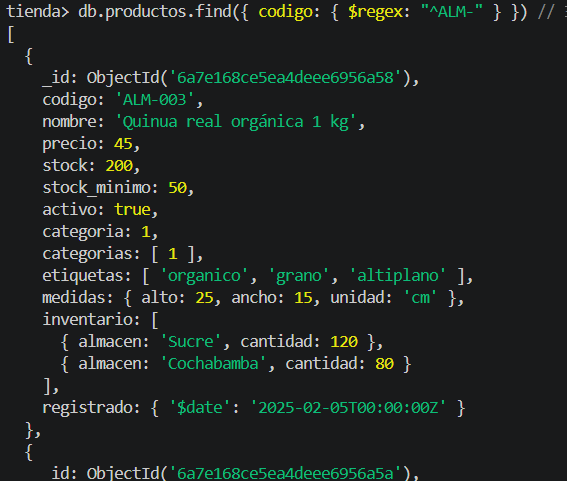 tienda> db.productos.find({ codigo: { $regex: "^ALM-" } }) //
[
{
_id: ObjectId('6a7e168ce5ea4deee6956a58'),
codigo: 'ALM-003',
nombre: 'Quinua real orgánica 1 kg',
precio: 45,
stock: 200,
stock_minimo: 50,
activo: true,
categoria: 1,
categorias: [ 1 ],
etiquetas: [ 'organico', 'grano', 'altiplano' ],
medidas: { alto: 25, ancho: 15, unidad: 'cm' },
inventario: [
{ almacen: 'Sucre', cantidad: 120 },
{ almacen: 'Cochabamba', cantidad: 80 }
],
registrado: { '$date': '2025-02-05T00:00:00Z' }
},
{
_id: ObjectId('6a7e168ce5ea4deee6956a5a'),